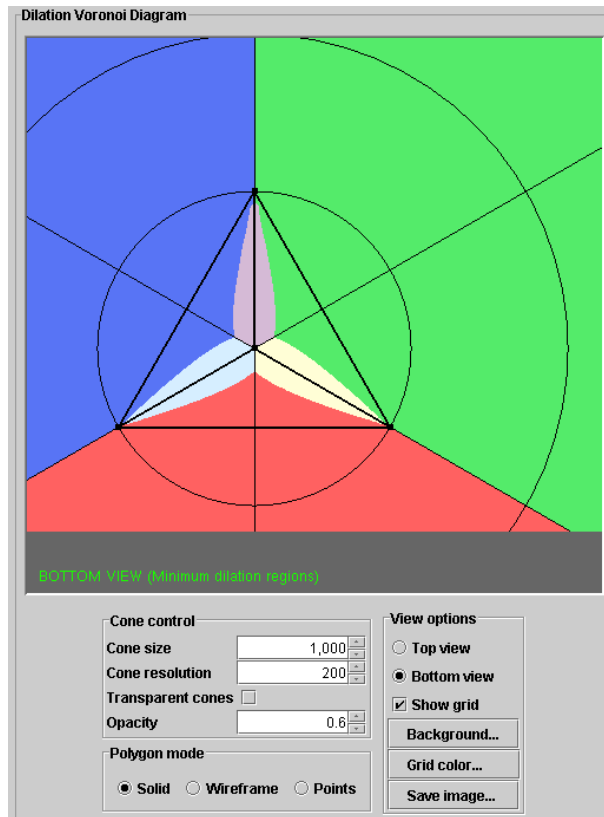 Dilation Voronoi Diagram
BOTTOM VIEW (Minimum dilation regions)
Cone control
Cone size 1,000
Cone resolution 200
Transparent cones
Opacity 0.6
Polygon mode
Solid Wireframe Points
View options
Top view
Bottom view
Show grid
Background...
Grid color...
Save image...